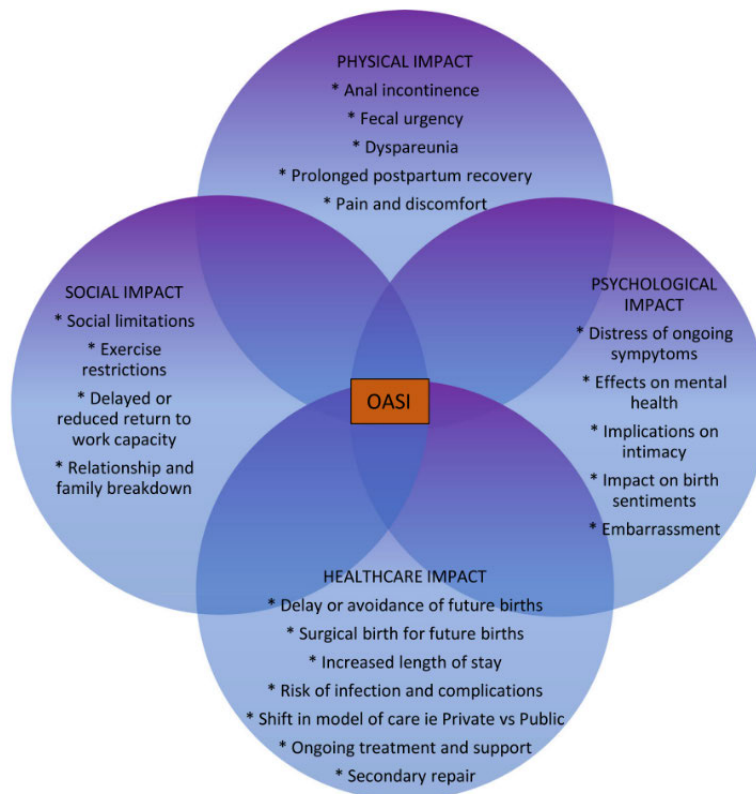 PHYSICAL IMPACT
* Anal incontinence
* Fecal urgency
* Dyspareunia
* Prolonged postpartum recovery
* Pain and discomfort
SOCIAL IMPACT
* Social limitations
* Exercise
restrictions
* Delayed or
reduced return to
work capacity
* Relationship and
family breakdown
PSYCHOLOGICAL
IMPACT
* Distress of ongoing
sympytoms
* Effects on mental
health
* Implications on
intimacy
* Impact on birth
sentiments
* Embarrassment
OASI
HEALTHCARE IMPACT
* Delay or avoidance of future births
* Surgical birth for future births
* Increased length of stay
* Risk of infection and complications
* Shift in model of care ie Private vs Public
* Ongoing treatment and support
* Secondary repair